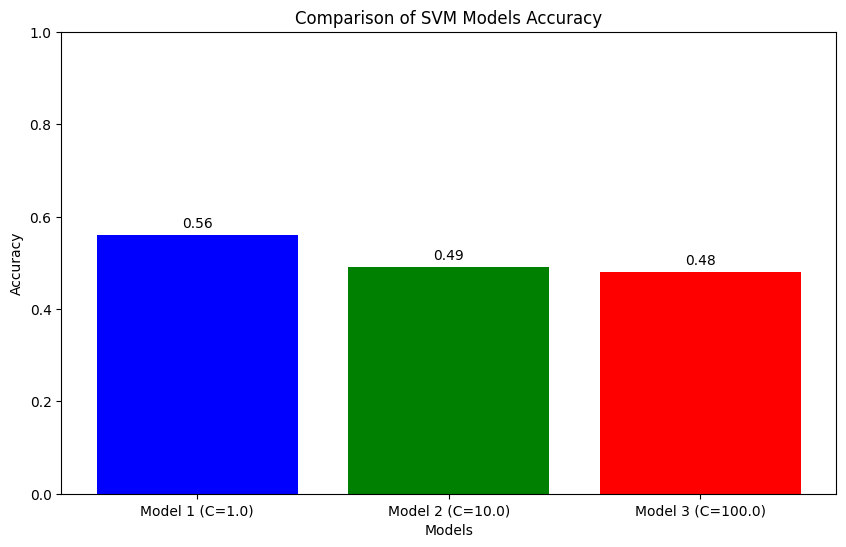 Comparison of SVM Models Accuracy
1.0
0.8
0.6
0.4
0.2
0.0
Accuracy
0.56
0.49
0.48
Model 1 (C=1.0)
Model 2 (C=10.0)
Model 3 (C=100.0)
Models